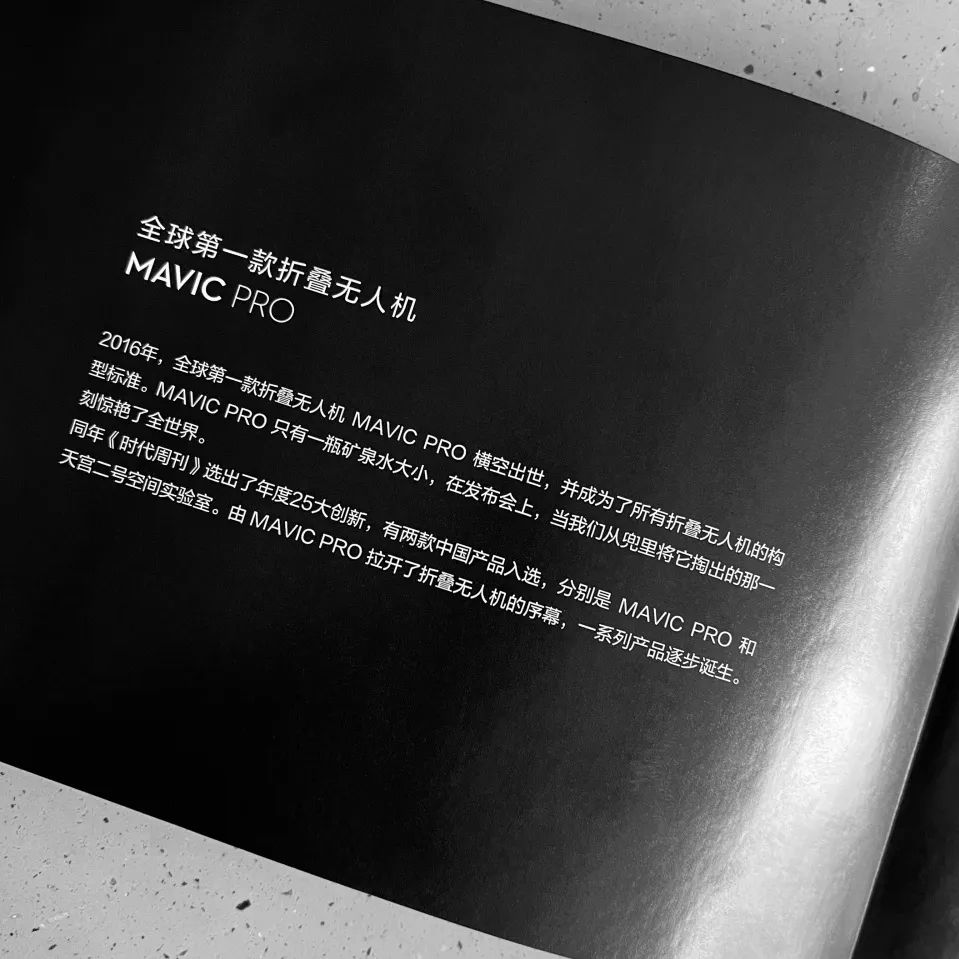 全球第一款折叠无人机
MAVIC PRO
2016年，全球第一款折叠无人机 MAVIC PRO 横空出世，并成为了所有折叠无人机的构
型标准。MAVIC PRO 只有一瓶矿泉水大小，在发布会上，当我们从兜里将它掏出的那一
刻惊艳了全世界。
同年《时代周刊》选出了年度25大创新，有两款中国产品入选，分别是 MAVIC PRO 和
天宫二号空间实验室。由 MAVIC PRO 拉开了折叠无人机的序幕，一系列产品逐步诞生。